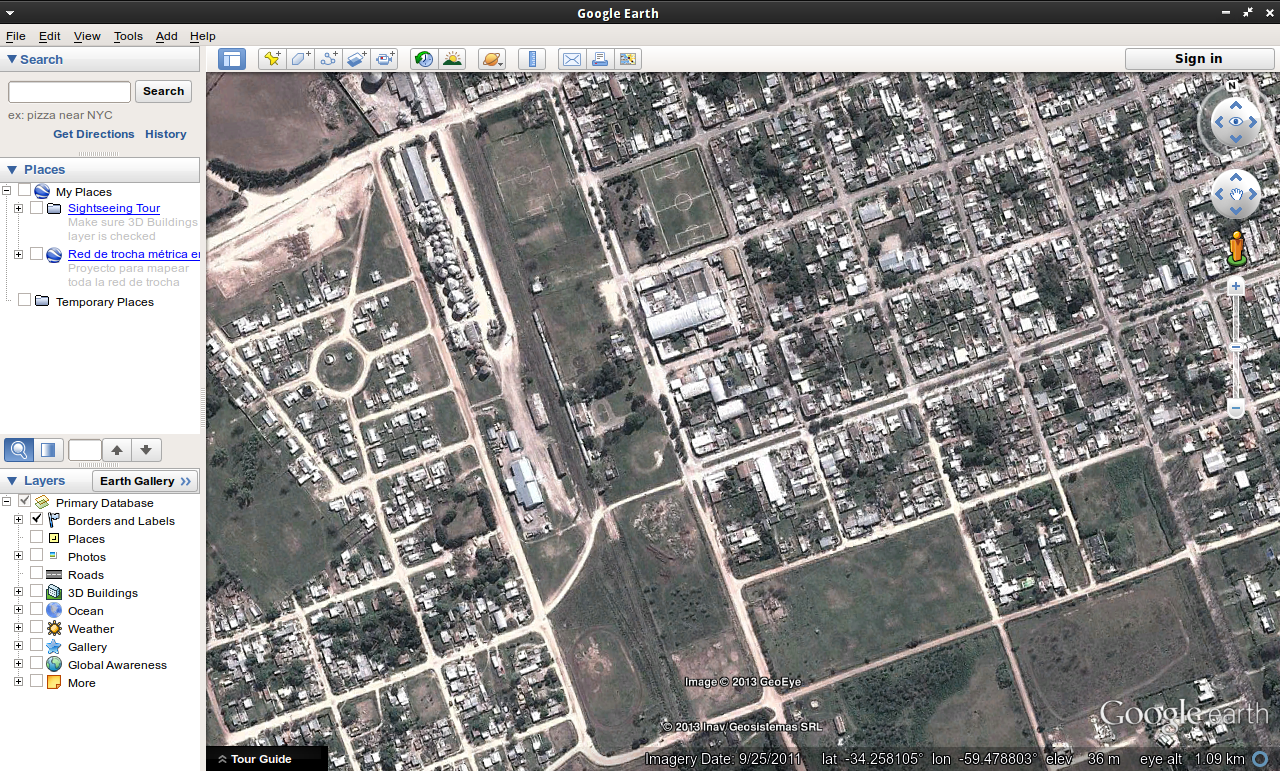 Google Earth
File Edit View Tools Add Help
Search
Sign in
Search
ex: pizza near NYC
Get Directions History
Places
My Places
Sightseeing Tour
Make sure 3D Buildings
layer is checked
Red de trocha métrica e
Proyecto para mapear
toda la red de trocha
Temporary Places
Layers
Earth Gallery »
Primary Database
Borders and Labels
Places
Photos
Roads
3D Buildings
Ocean
Weather
Gallery
Global Awareness
More
N
Image © 2013 GeoEye
© 2013 Inav Geosistemas SRL
Google earth
Tour Guide
Imagery Date: 9/25/2011 lat -34.258105° lon -59.478803° elev 36 m eye alt 1.09 km